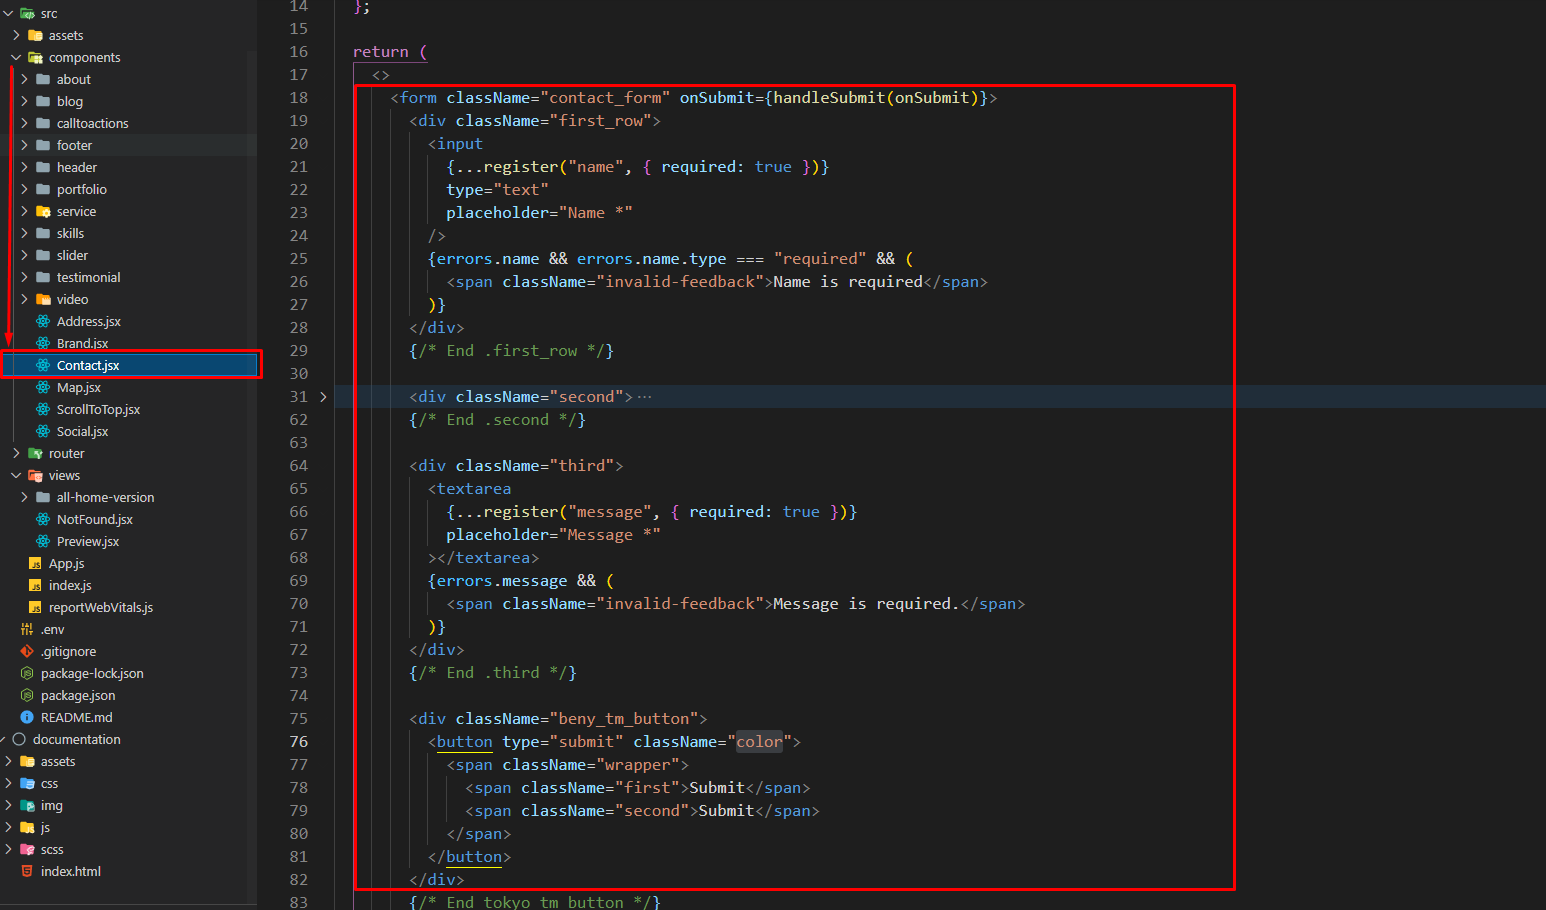 src
assets
components
about
blog
calltoactions
footer
header
portfolio
service
skills
slider
testimonial
video
Address.jsx
Brand.jsx
Contact.jsx
Map.jsx
ScrollToTop.jsx
Social.jsx
router
views
all-home-version
NotFound.jsx
Preview.jsx
App.js
index.js
reportWebVitals.js
.env
.gitignore
package-lock.json
package.json
README.md
documentation
assets
css
img
js
scss
index.html
14 };
15
16 return (
17 <>
18 <form className="contact_form" onSubmit={handleSubmit(onSubmit)}>
19 <div className="first_row">
20 <input
21 {...register("name", { required: true })}
22 type="text"
23 placeholder="Name *"
24 />
25 {errors.name && errors.name.type === "required" && (
26 <span className="invalid-feedback">Name is required</span>
27 )}
28 </div>
29 {/* End .first_row */}
30
31 <div className="second">···
62 {/* End .second */}
63
64 <div className="third">
65 <textarea
66 {...register("message", { required: true })}
67 placeholder="Message *"
68 ></textarea>
69 {errors.message && (
70 <span className="invalid-feedback">Message is required.</span>
71 )}
72 </div>
73 {/* End .third */}
74
75 <div className="beny_tm_button">
76 <button type="submit" className="color">
77 <span className="wrapper">
78 <span className="first">Submit</span>
79 <span className="second">Submit</span>
80 </span>
81 </button>
82 </div>
83 {/* End tokyo_tm_button */}